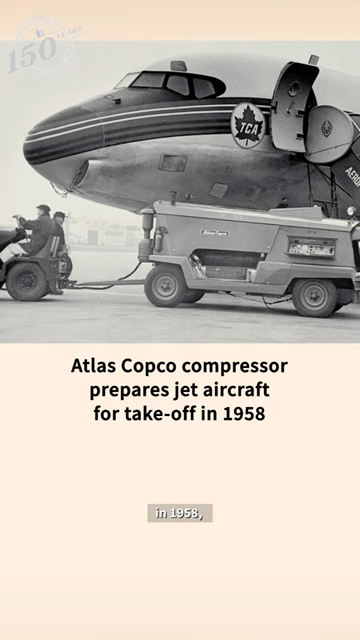 150 YEARS
TCA
AERO
Atlas Copco
Atlas Copco compressor
prepares jet aircraft
for take-off in 1958
in 1958,